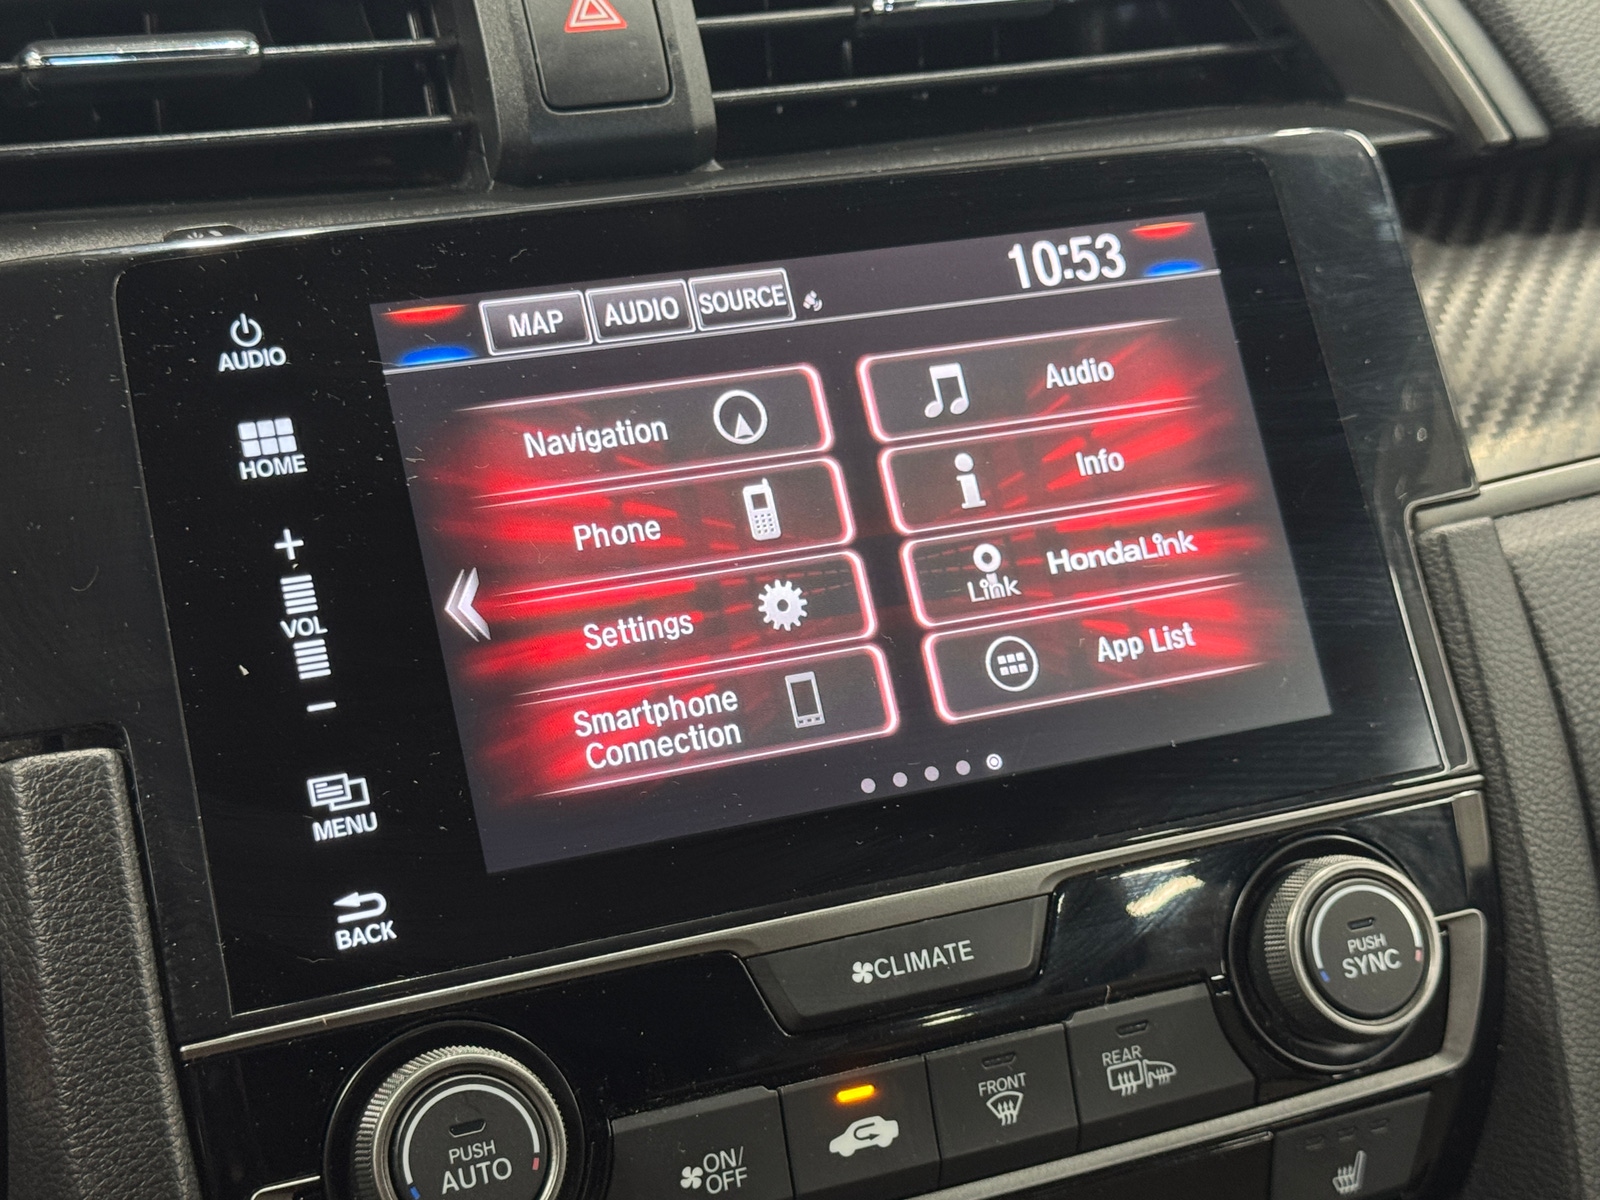 MAP
AUDIO
SOURCE
10:53
AUDIO
HOME
+
VOL
-
MENU
BACK
Navigation
Audio
Phone
Info
Settings
Link
HondaLink
Smartphone
Connection
App List
CLIMATE
PUSH
SYNC
PUSH
AUTO
ON/
OFF
FRONT
REAR